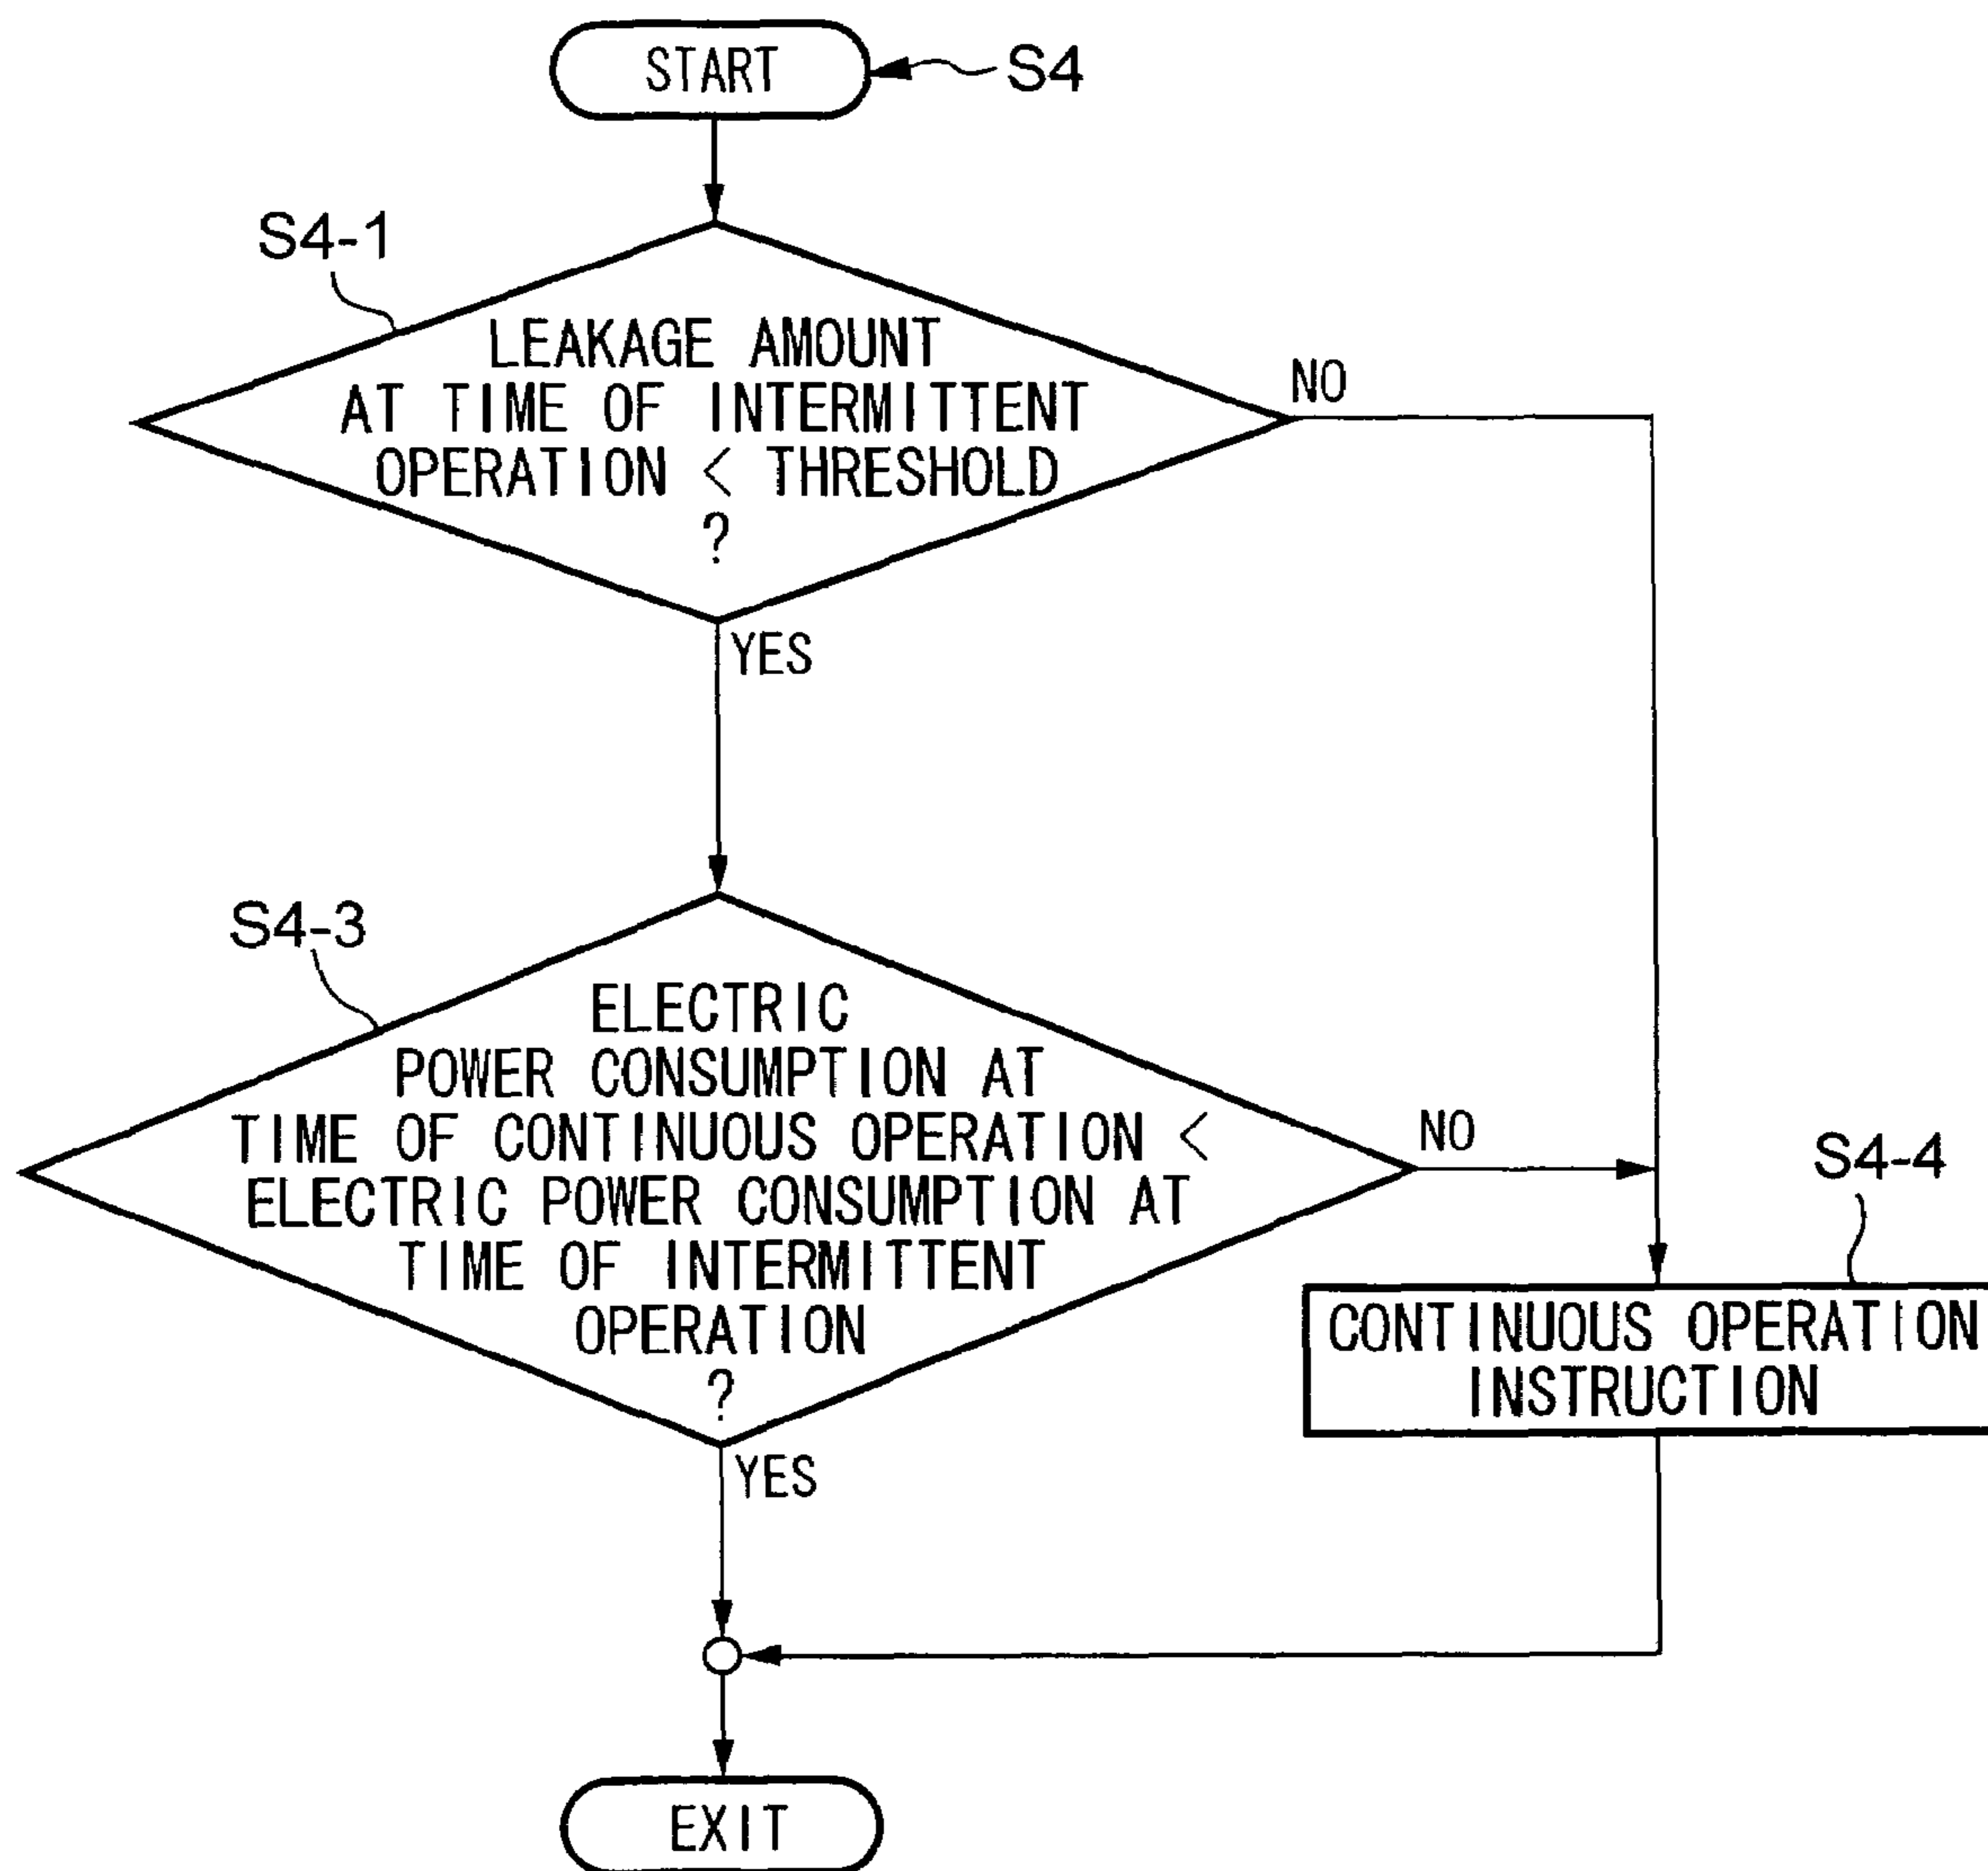 START
S4
S4-1
LEAKAGE AMOUNT
AT TIME OF INTERMITTENT
OPERATION < THRESHOLD
?
NO
YES
S4-3
ELECTRIC
POWER CONSUMPTION AT
TIME OF CONTINUOUS OPERATION <
ELECTRIC POWER CONSUMPTION AT
TIME OF INTERMITTENT
OPERATION
?
NO
S4-4
CONTINUOUS OPERATION
INSTRUCTION
YES
EXIT